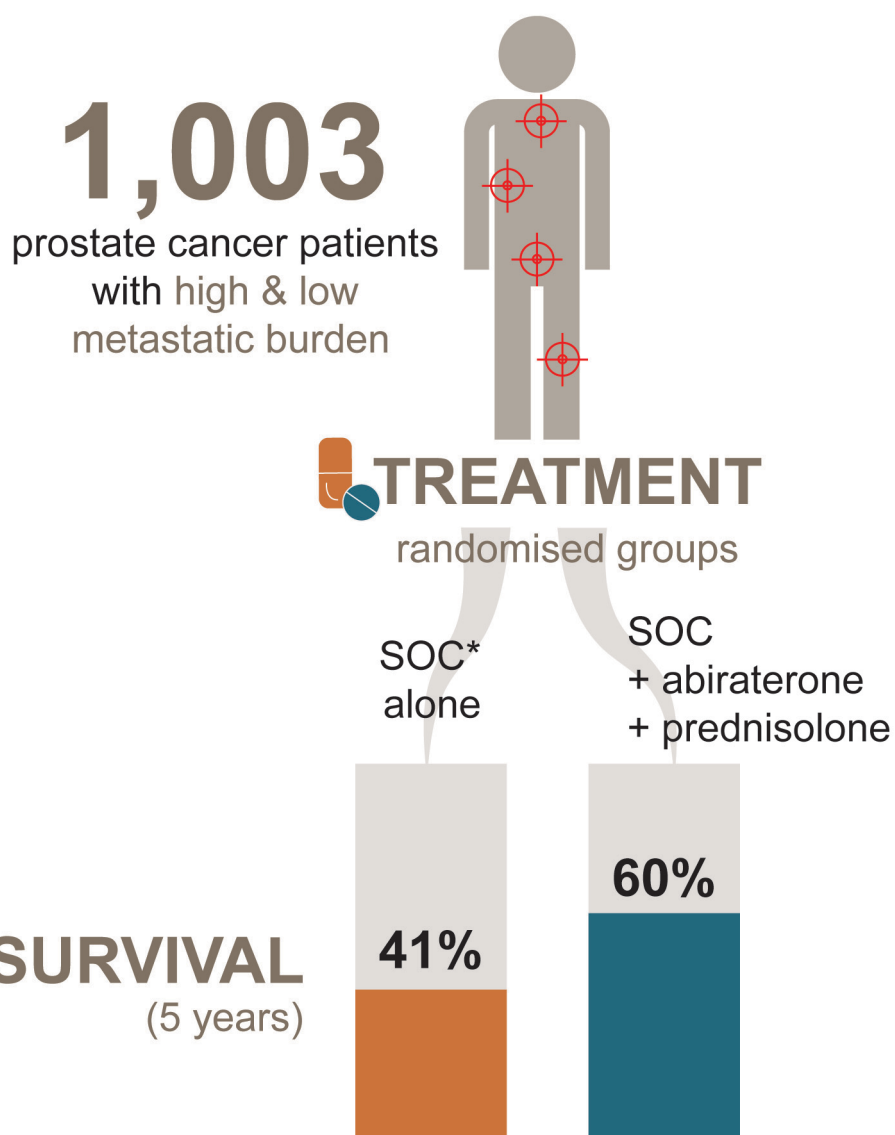 1,003
prostate cancer patients
with high & low
metastatic burden
TREATMENT
randomised groups
SOC*
alone
SOC
+ abiraterone
+ prednisolone
60%
41%
SURVIVAL
(5 years)